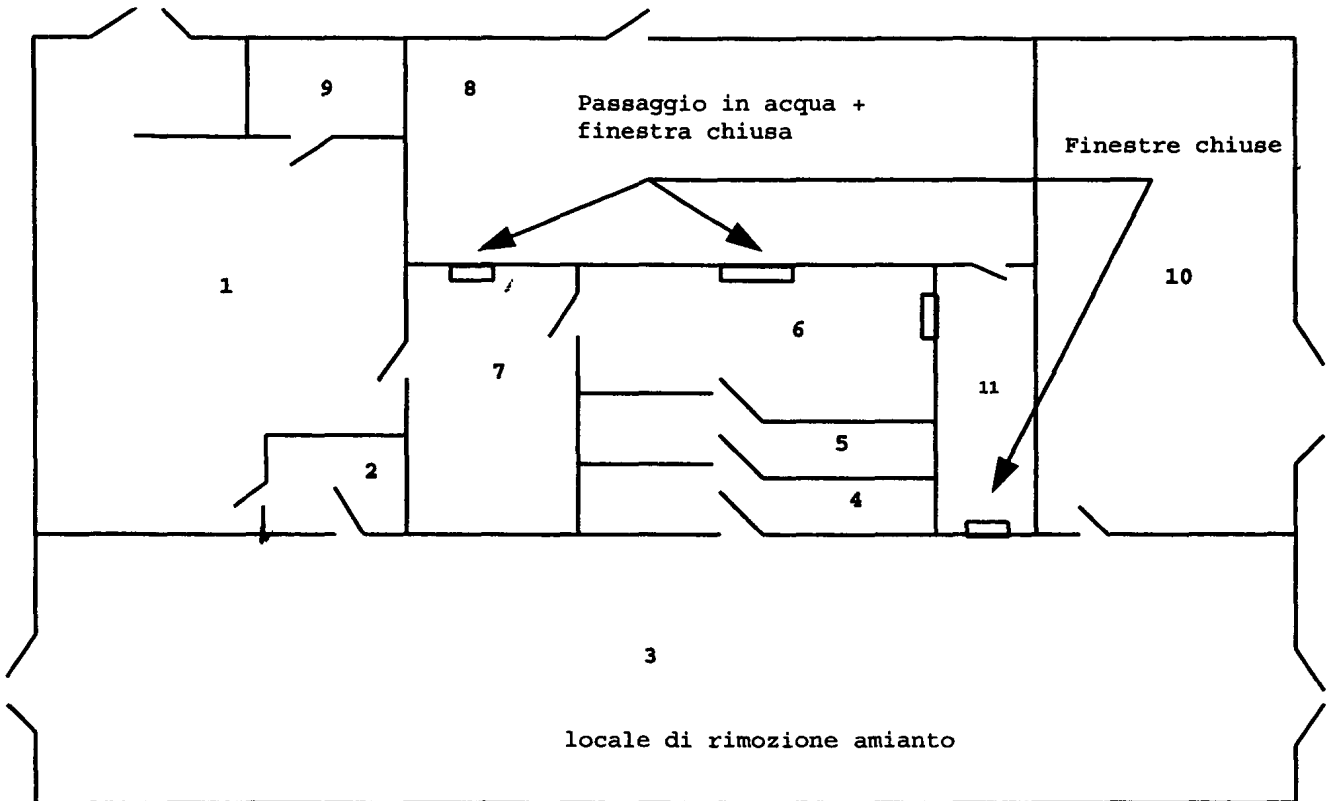 9
8
Passaggio in acqua +
finestra chiusa
Finestre chiuse
1
10
6
7
11
5
2
4
3
locale di rimozione amianto